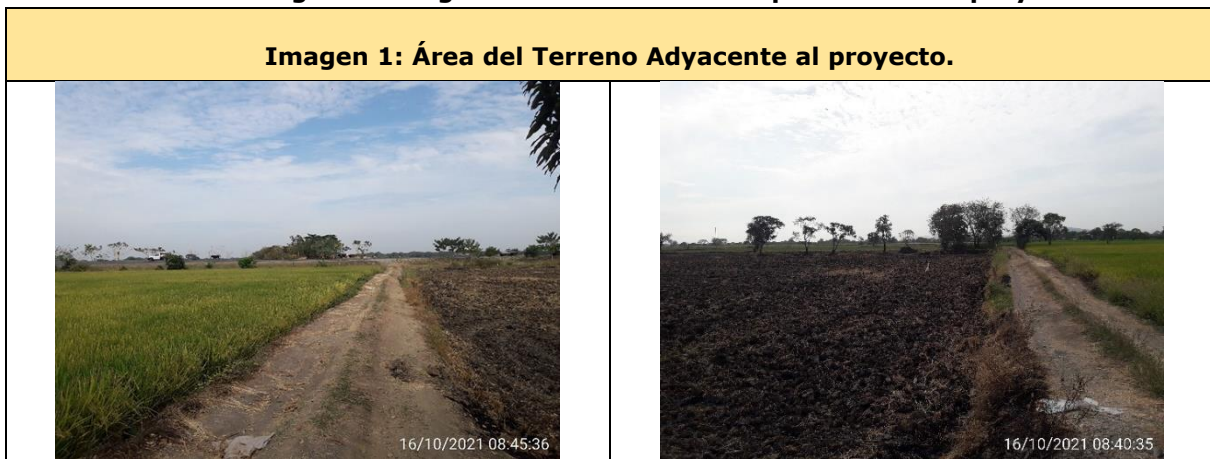 Imagen 1: Área del Terreno Adyacente al proyecto.
16/10/2021 08:45:36
16/10/2021 08:40:35